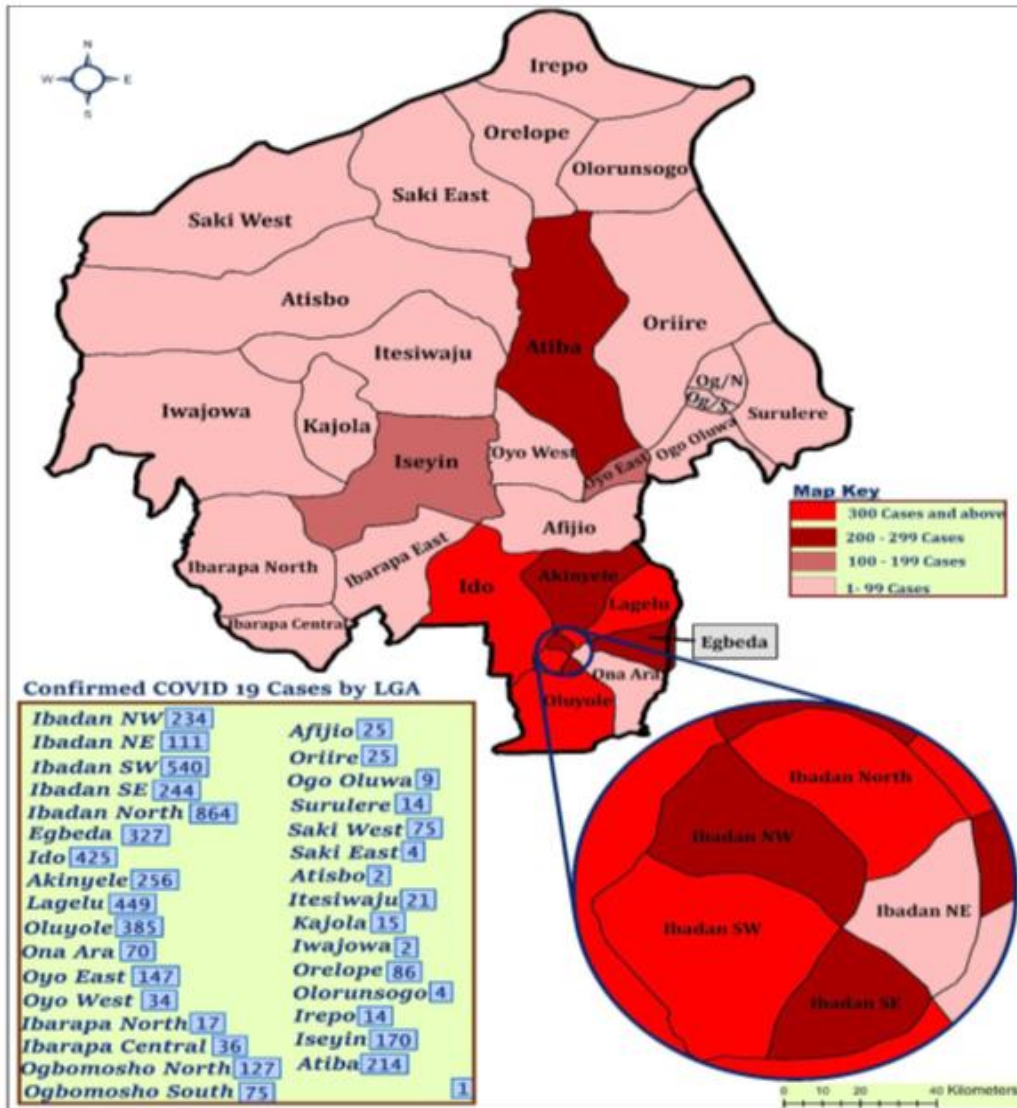 N
W E
S
Irepo
Orelope
Olorunsogo
Saki East
Saki West
Atisbo
Oriire
Itesiwaju
Atiba
Og/N
Og/S
Iwajowa
Kajola
Surulere
Oyo West
Ogo Oluwa
Iseyin
Oyo East
Afijio
Map Key
300 Cases and above
200 - 299 Cases
100 - 199 Cases
1- 99 Cases
Ibarapa North
Ibarapa East
Ido
Akinyele
Lagelu
Ibarapa Central
Egbeda
Ona Ara
Oluyole
Confirmed COVID 19 Cases by LGA
Ibadan NW 234
Ibadan NE 111
Ibadan SW 540
Ibadan SE 244
Ibadan North 864
Egbeda 327
Ido 425
Akinyele 256
Lagelu 449
Oluyole 385
Ona Ara 70
Oyo East 147
Oyo West 34
Ibarapa North 17
Ibarapa Central 36
Ogbomosho North 127
Ogbomosho South 75
Afijio 25
Oriire 25
Ogo Oluwa 9
Surulere 14
Saki West 75
Saki East 4
Atisbo 2
Itesiwaju 21
Kajola 15
Iwajowa 2
Orelope 86
Olorunsogo 4
Irepo 14
Iseyin 170
Atiba 214
1
Ibadan North
Ibadan NW
Ibadan NE
Ibadan SW
Ibadan SE
0 10 20 40 Kilometers